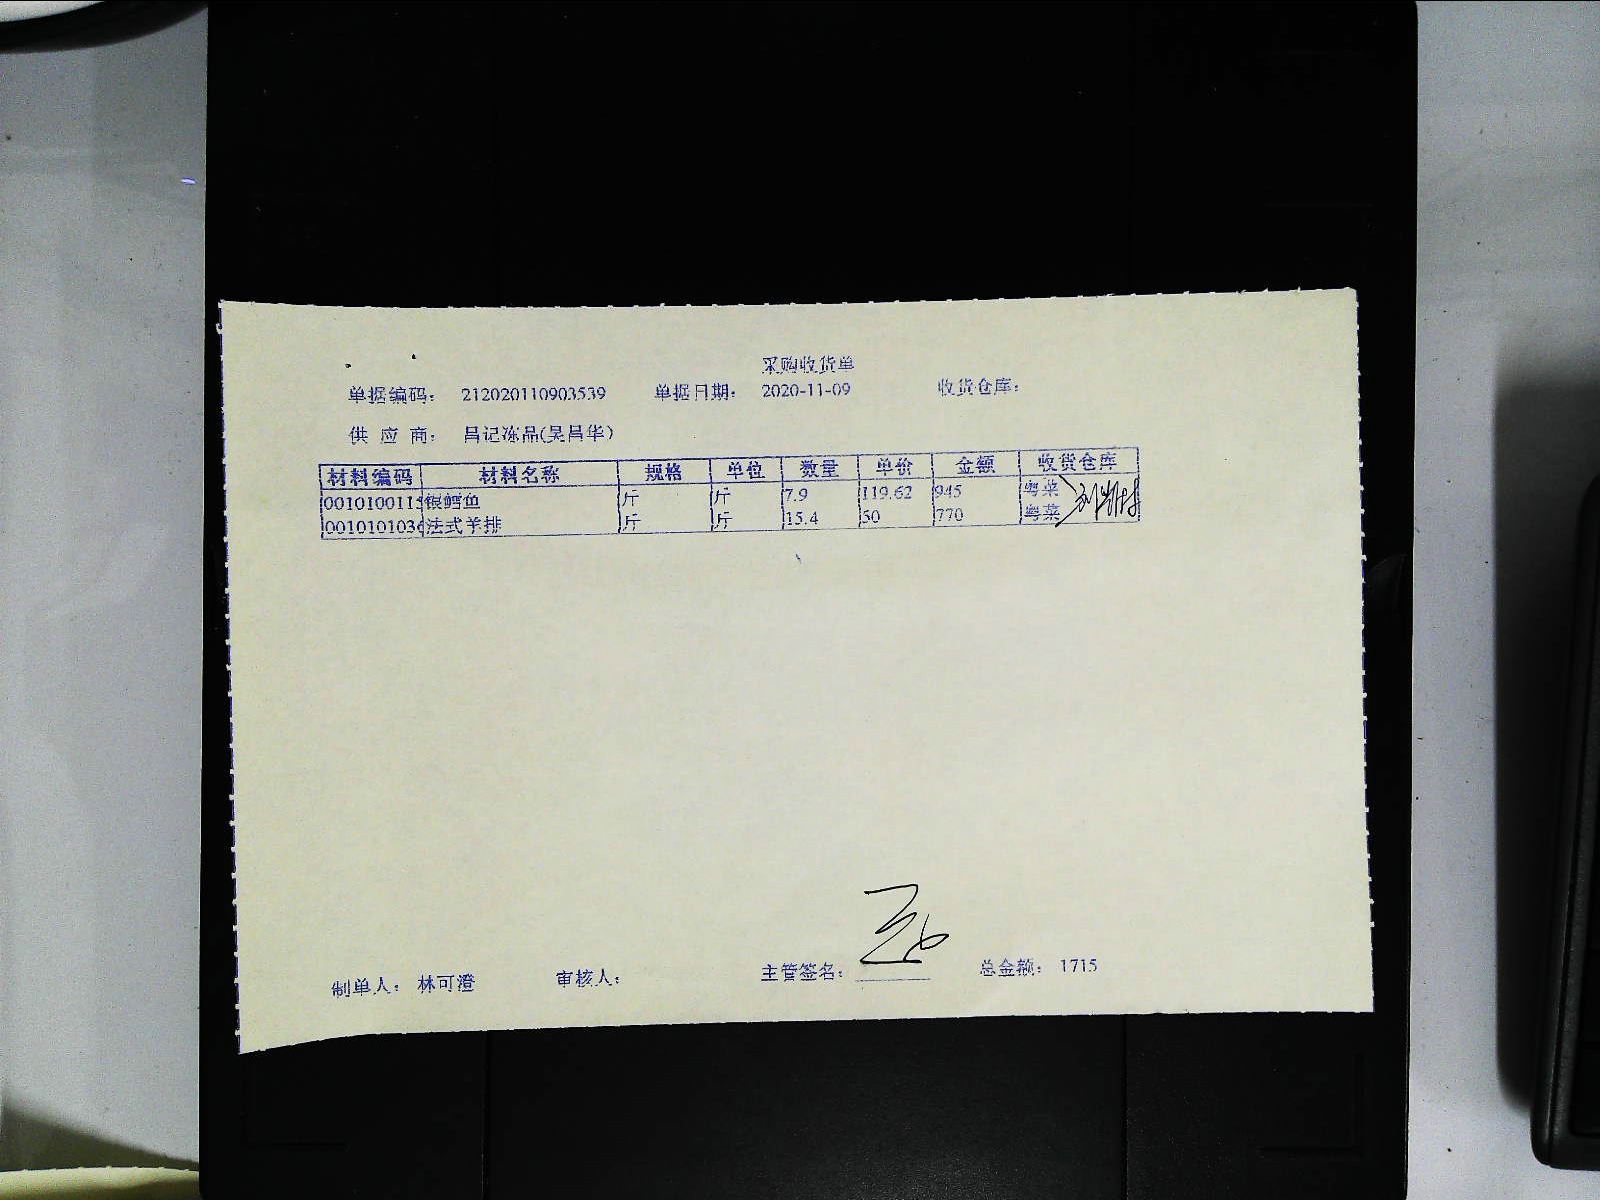 采购收货单
单据编码： 212020110903539 单据日期： 2020-11-09 收货仓库：
供 应 商： 昌记冻品(吴昌华)
材料编码 材料名称 规格 单位 数量 单价 金额 收货仓库
001010011 银鳕鱼 斤 斤 7.9 119.62 945 粤菜
001010103 法式羊排 斤 斤 15.4 50 770 粤菜
制单人： 林可澄 审核人： 主管签名： 总金额： 1715